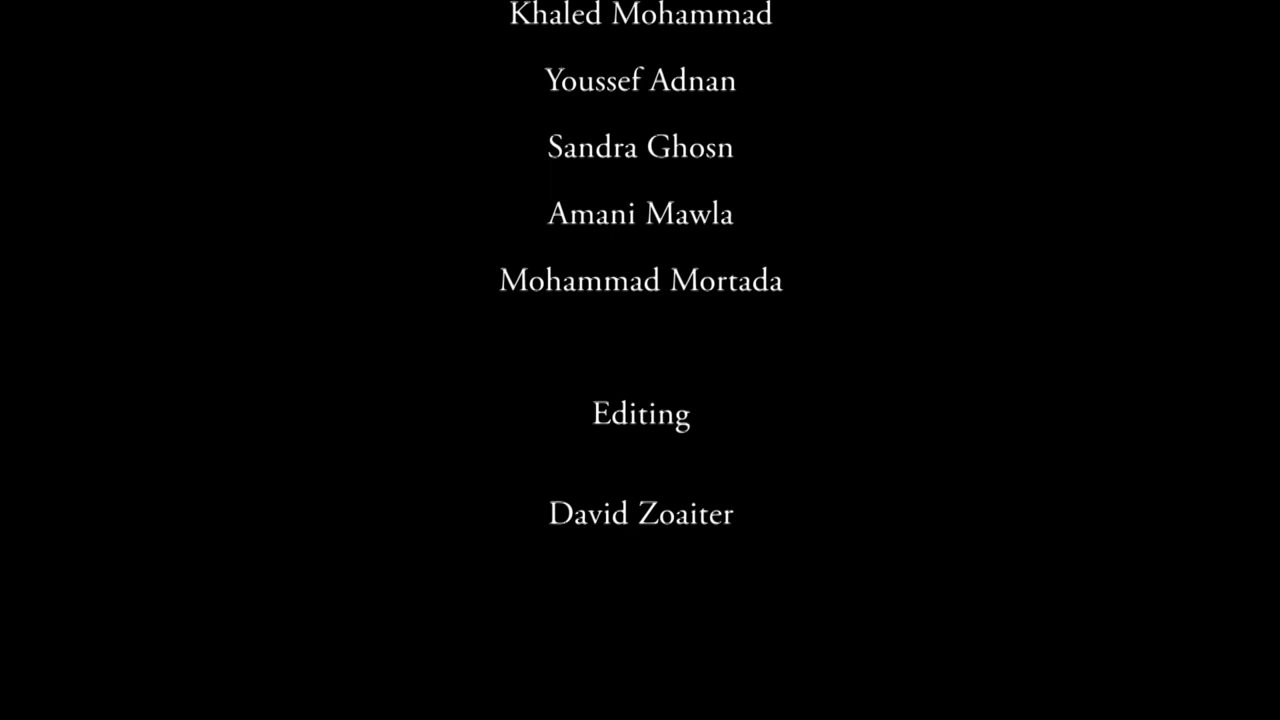 Khaled Mohammad
Youssef Adnan
Sandra Ghosn
Amani Mawla
Mohammad Mortada
Editing
David Zoaiter